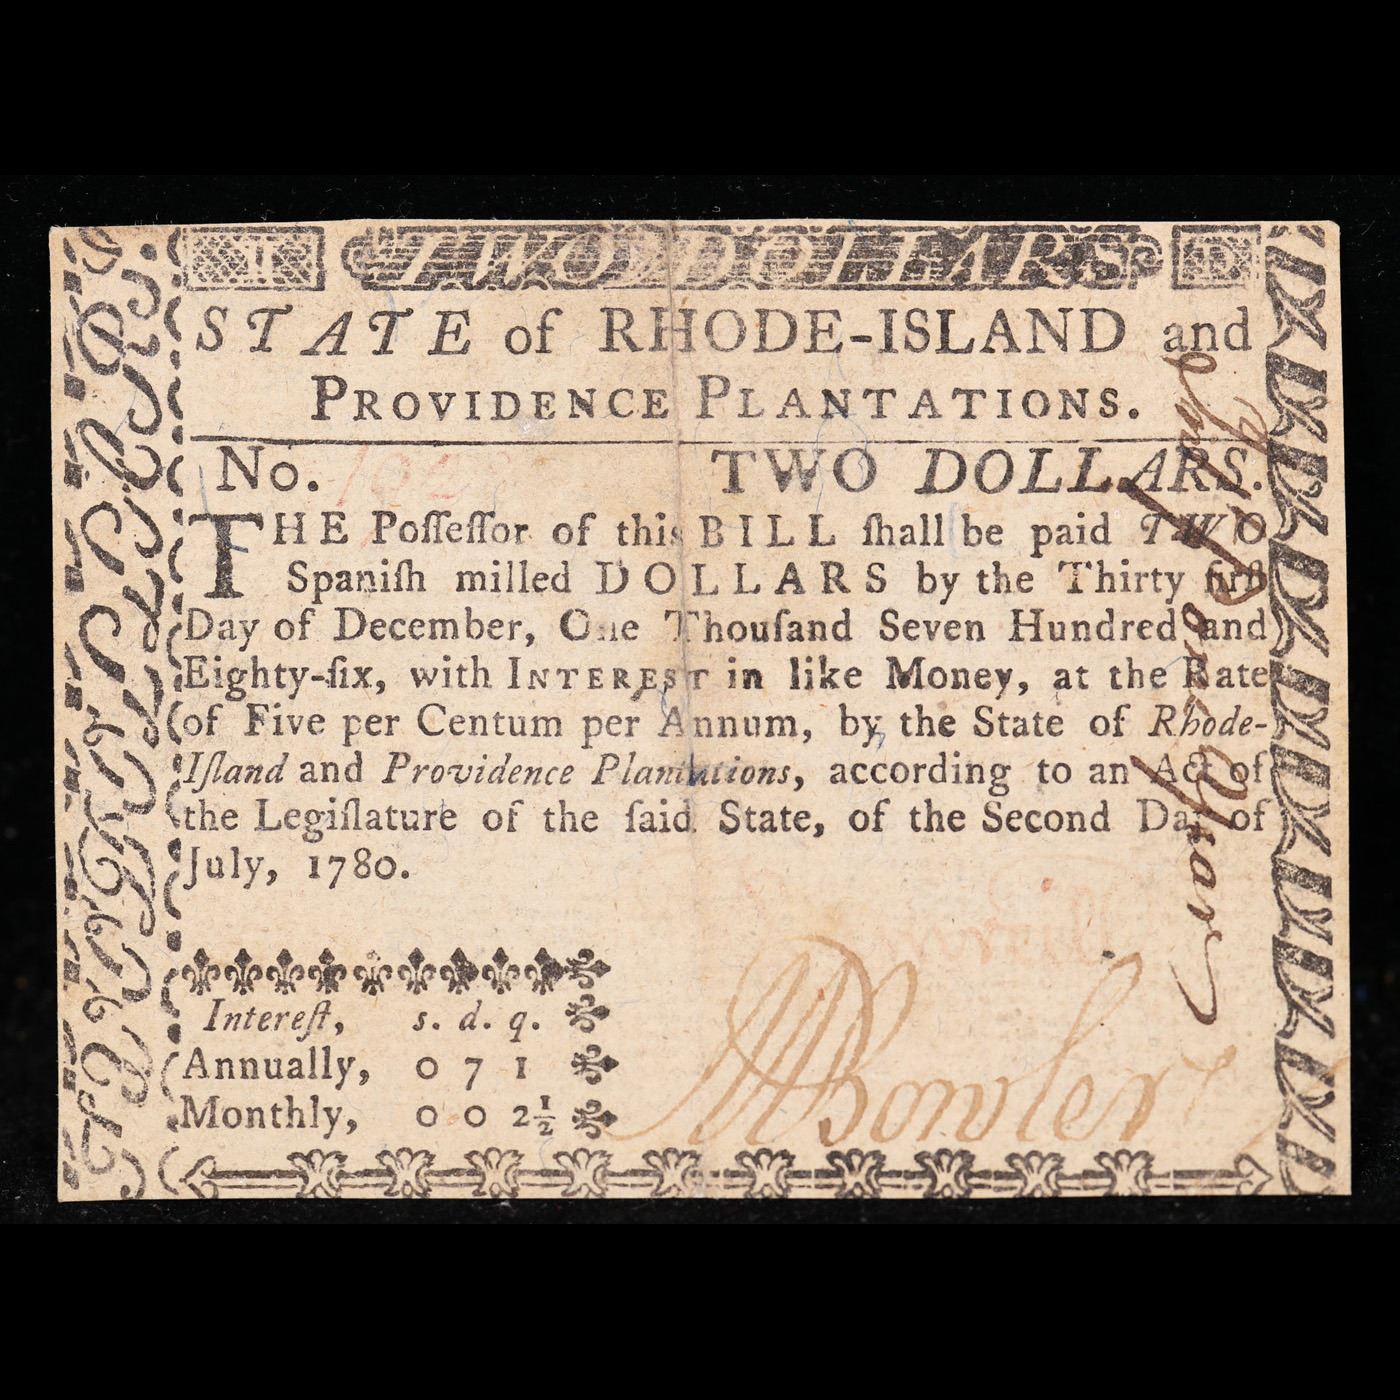 TWO DOLLARS
STATE of RHODE-ISLAND and
PROVIDENCE PLANTATIONS.
No. TWO DOLLARS.
THE Poſſeſſor of this BILL ſhall be paid TWO
Spaniſh milled DOLLARS by the Thirty firſt
Day of December, One Thouſand Seven Hundred and
Eighty-ſix, with INTEREST in like Money, at the Rate
of Five per Centum per Annum, by the State of Rhode-
Iſland and Providence Plantations, according to an Act of
the Legiſlature of the ſaid State, of the Second Day of
July, 1780.
Intereſt, s. d. q.
Annually, 0 7 1
Monthly, 0 0 2½
Bowler